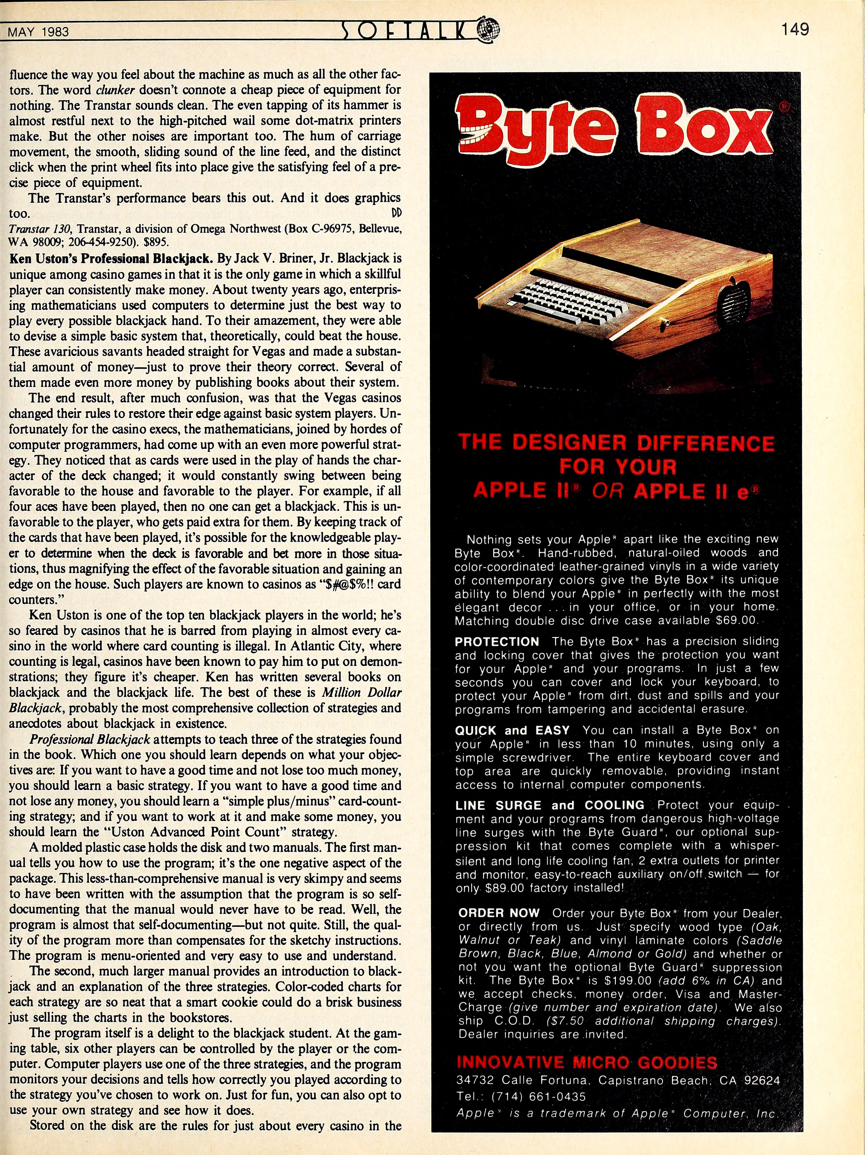 MAY 1983
SOFTALK
149
fluence the way you feel about the machine as much as all the other fac-
tors. The word clunker doesn't connote a cheap piece of equipment for
nothing. The Transtar sounds clean. The even tapping of its hammer is
almost restful next to the high-pitched wail some dot-matrix printers
make. But the other noises are important too. The hum of carriage
movement, the smooth, sliding sound of the line feed, and the distinct
click when the print wheel fits into place give the satisfying feel of a pre-
cise piece of equipment.
The Transtar's performance bears this out. And it does graphics
too. DD
Transtar 130, Transtar, a division of Omega Northwest (Box C-96975, Bellevue,
WA 98009; 206-454-9250). $895.
Ken Uston's Professional Blackjack. By Jack V. Briner, Jr. Blackjack is
unique among casino games in that it is the only game in which a skillful
player can consistently make money. About twenty years ago, enterpris-
ing mathematicians used computers to determine just the best way to
play every possible blackjack hand. To their amazement, they were able
to devise a simple basic system that, theoretically, could beat the house.
These avaricious savants headed straight for Vegas and made a substan-
tial amount of money—just to prove their theory correct. Several of
them made even more money by publishing books about their system.
The end result, after much confusion, was that the Vegas casinos
changed their rules to restore their edge against basic system players. Un-
fortunately for the casino execs, the mathematicians, joined by hordes of
computer programmers, had come up with an even more powerful strat-
egy. They noticed that as cards were used in the play of hands the char-
acter of the deck changed; it would constantly swing between being
favorable to the house and favorable to the player. For example, if all
four aces have been played, then no one can get a blackjack. This is un-
favorable to the player, who gets paid extra for them. By keeping track of
the cards that have been played, it's possible for the knowledgeable play-
er to determine when the deck is favorable and bet more in those situa-
tions, thus magnifying the effect of the favorable situation and gaining an
edge on the house. Such players are known to casinos as "$#@$%!! card
counters."
Ken Uston is one of the top ten blackjack players in the world; he's
so feared by casinos that he is barred from playing in almost every ca-
sino in the world where card counting is illegal. In Atlantic City, where
counting is legal, casinos have been known to pay him to put on demon-
strations; they figure it's cheaper. Ken has written several books on
blackjack and the blackjack life. The best of these is Million Dollar
Blackjack, probably the most comprehensive collection of strategies and
anecdotes about blackjack in existence.
Professional Blackjack attempts to teach three of the strategies found
in the book. Which one you should learn depends on what your objec-
tives are: If you want to have a good time and not lose too much money,
you should learn a basic strategy. If you want to have a good time and
not lose any money, you should learn a "simple plus/minus" card-count-
ing strategy; and if you want to work at it and make some money, you
should learn the "Uston Advanced Point Count" strategy.
A molded plastic case holds the disk and two manuals. The first man-
ual tells you how to use the program; it's the one negative aspect of the
package. This less-than-comprehensive manual is very skimpy and seems
to have been written with the assumption that the program is so self-
documenting that the manual would never have to be read. Well, the
program is almost that self-documenting—but not quite. Still, the qual-
ity of the program more than compensates for the sketchy instructions.
The program is menu-oriented and very easy to use and understand.
The second, much larger manual provides an introduction to black-
jack and an explanation of the three strategies. Color-coded charts for
each strategy are so neat that a smart cookie could do a brisk business
just selling the charts in the bookstores.
The program itself is a delight to the blackjack student. At the gam-
ing table, six other players can be controlled by the player or the com-
puter. Computer players use one of the three strategies, and the program
monitors your decisions and tells how correctly you played according to
the strategy you've chosen to work on. Just for fun, you can also opt to
use your own strategy and see how it does.
Stored on the disk are the rules for just about every casino in the
Byte Box®
THE DESIGNER DIFFERENCE
FOR YOUR
APPLE II® OR APPLE II e®
Nothing sets your Apple® apart like the exciting new
Byte Box®. Hand-rubbed, natural-oiled woods and
color-coordinated leather-grained vinyls in a wide variety
of contemporary colors give the Byte Box® its unique
ability to blend your Apple® in perfectly with the most
elegant decor ... in your office, or in your home.
Matching double disc drive case available $69.00.
PROTECTION The Byte Box® has a precision sliding
and locking cover that gives the protection you want
for your Apple® and your programs. In just a few
seconds you can cover and lock your keyboard, to
protect your Apple® from dirt, dust and spills and your
programs from tampering and accidental erasure.
QUICK and EASY You can install a Byte Box® on
your Apple® in less than 10 minutes, using only a
simple screwdriver. The entire keyboard cover and
top area are quickly removable, providing instant
access to internal computer components.
LINE SURGE and COOLING Protect your equip-
ment and your programs from dangerous high-voltage
line surges with the Byte Guard®, our optional sup-
pression kit that comes complete with a whisper-
silent and long life cooling fan, 2 extra outlets for printer
and monitor, easy-to-reach auxiliary on/off switch — for
only $89.00 factory installed!
ORDER NOW Order your Byte Box® from your Dealer,
or directly from us. Just specify wood type (Oak,
Walnut or Teak) and vinyl laminate colors (Saddle
Brown, Black, Blue, Almond or Gold) and whether or
not you want the optional Byte Guard® suppression
kit. The Byte Box® is $199.00 (add 6% in CA) and
we accept checks, money order, Visa and Master-
Charge (give number and expiration date). We also
ship C.O.D. ($7.50 additional shipping charges).
Dealer inquiries are invited.
INNOVATIVE MICRO GOODIES
34732 Calle Fortuna, Capistrano Beach, CA 92624
Tel.: (714) 661-0435
Apple® is a trademark of Apple® Computer, Inc.